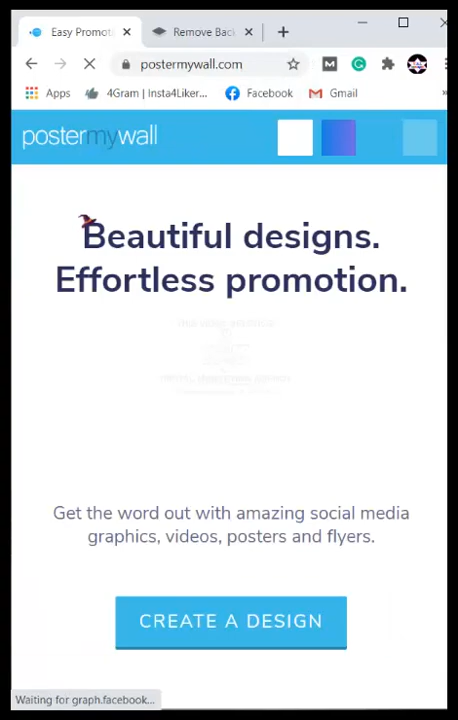 Easy Promot
Remove Back
postermywall.com
Apps
4Gram | Insta4Liker...
Facebook
Gmail
postermywall
Beautiful designs.
Effortless promotion.
Get the word out with amazing social media
graphics, videos, posters and flyers.
CREATE A DESIGN
Waiting for graph.facebook...